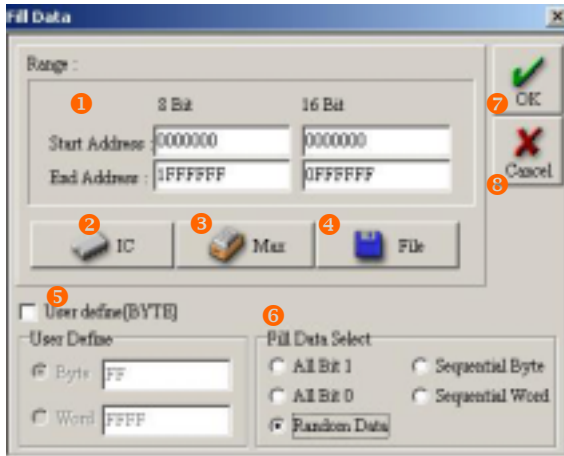 Fill Data
Range :
1
8 Bit
16 Bit
Start Address : 0000000 0000000
End Address : 1FFFFFF 0FFFFFF
7
OK
8
Cancel
2
IC
3
Max
4
File
5
User define(BYTE)
User Define
Byte FF
Word FFFF
6
Fill Data Select
All Bit 1 Sequential Byte
All Bit 0 Sequential Word
Random Data